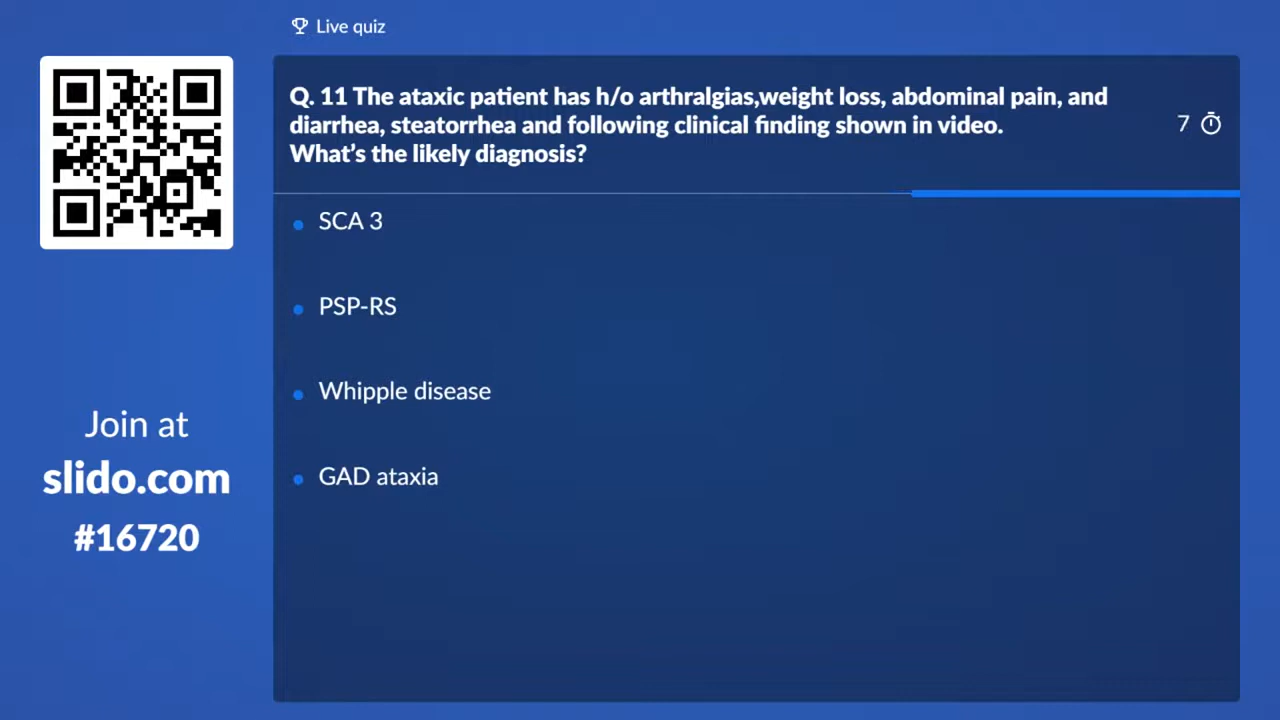 Live quiz
Q. 11 The ataxic patient has h/o arthralgias,weight loss, abdominal pain, and
diarrhea, steatorrhea and following clinical finding shown in video.
What’s the likely diagnosis?
7
SCA 3
PSP-RS
Whipple disease
GAD ataxia
Join at
slido.com
#16720